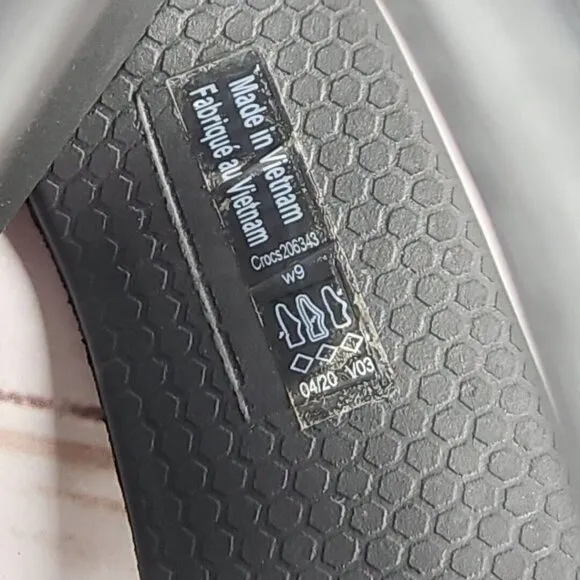 Made in Vietnam
Fabriqué au Vietnam
Crocs206343
w9
04/20 V03